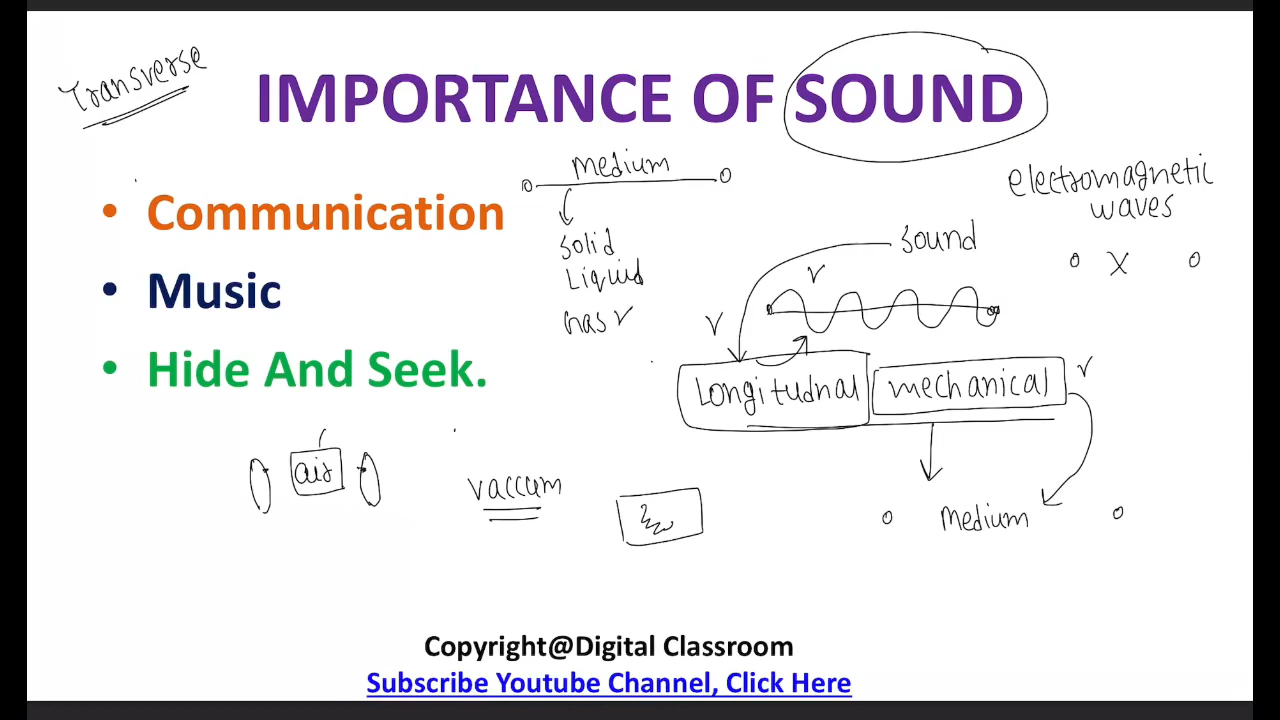 Transverse
IMPORTANCE OF SOUND
medium
electromagnetic
waves
• Communication
solid
Liquid
gas
sound
X
• Music
• Hide And Seek.
Longitudnal
mechanical
air
vaccum
medium
Copyright@Digital Classroom
Subscribe Youtube Channel, Click Here